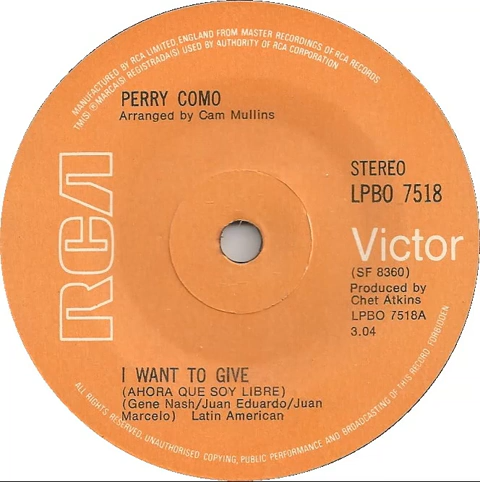 MANUFACTURED BY RCA LIMITED, ENGLAND FROM MASTER RECORDINGS OF RCA RECORDS
TM(S) ® MARCA(S) REGISTRADA(S) USED BY AUTHORITY OF RCA CORPORATION
PERRY COMO
Arranged by Cam Mullins
STEREO
LPBO 7518
RCA
Victor
(SF 8360)
Produced by
Chet Atkins
LPBO 7518A
3.04
I WANT TO GIVE
(AHORA QUE SOY LIBRE)
(Gene Nash/Juan Eduardo/Juan
Marcelo) Latin American
ALL RIGHTS RESERVED, UNAUTHORISED COPYING, PUBLIC PERFORMANCE AND BROADCASTING OF THIS RECORD FORBIDDEN